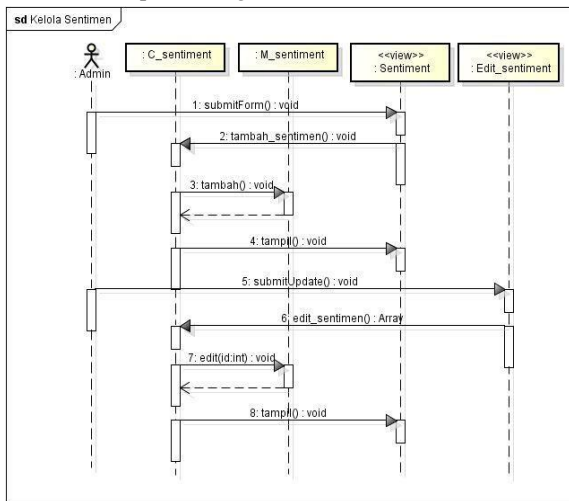 sd Kelola Sentimen
: Admin
: C_sentiment
: M_sentiment
<<view>>
: Sentiment
<<view>>
: Edit_sentiment
1: submitForm() : void
2: tambah_sentimen() : void
3: tambah() : void
4: tampil() : void
5: submitUpdate() : void
6: edit_sentimen() : Array
7: edit(id:int) : void
8: tampil() : void